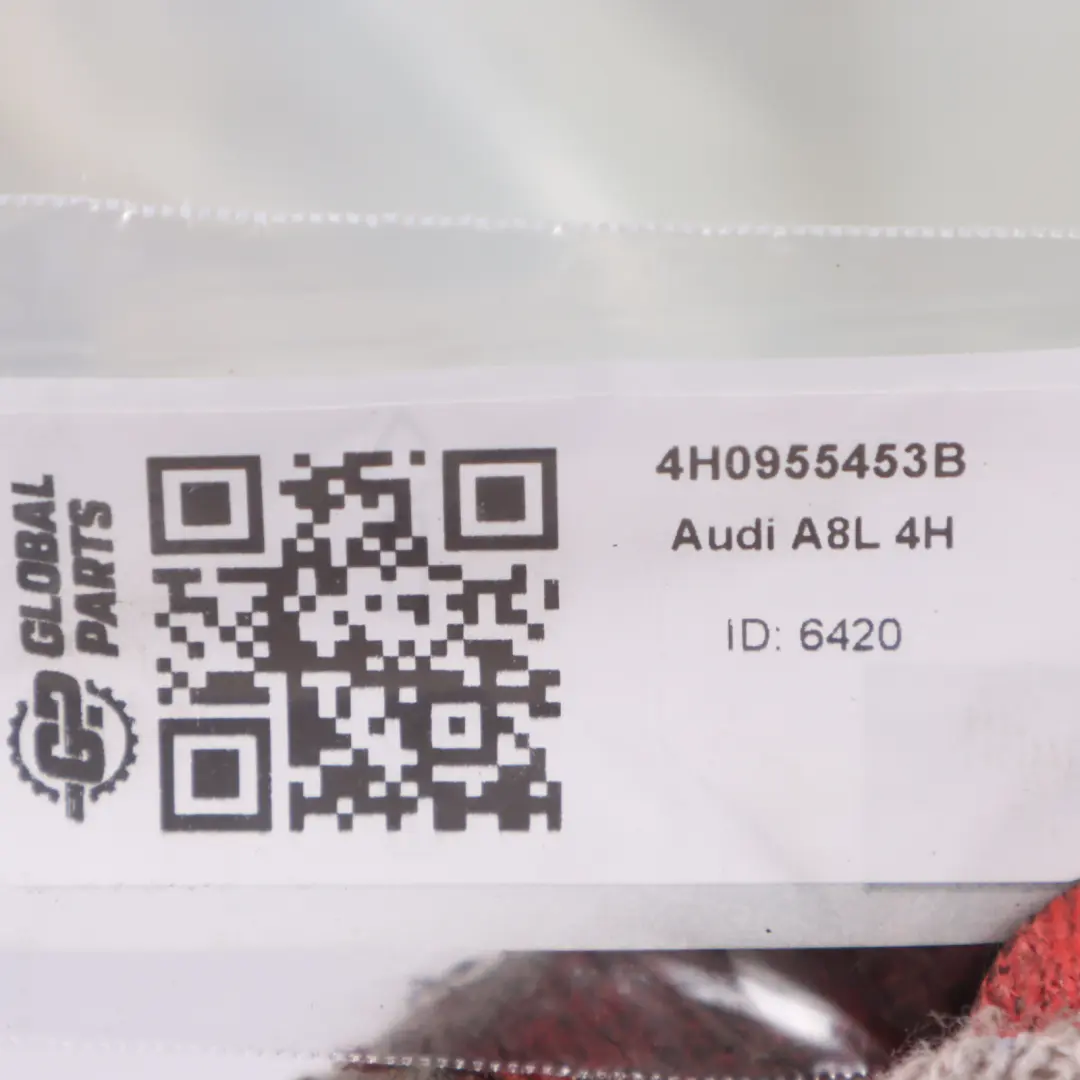 GLOBAL
PARTS
4H0955453B
Audi A8L 4H
ID: 6420